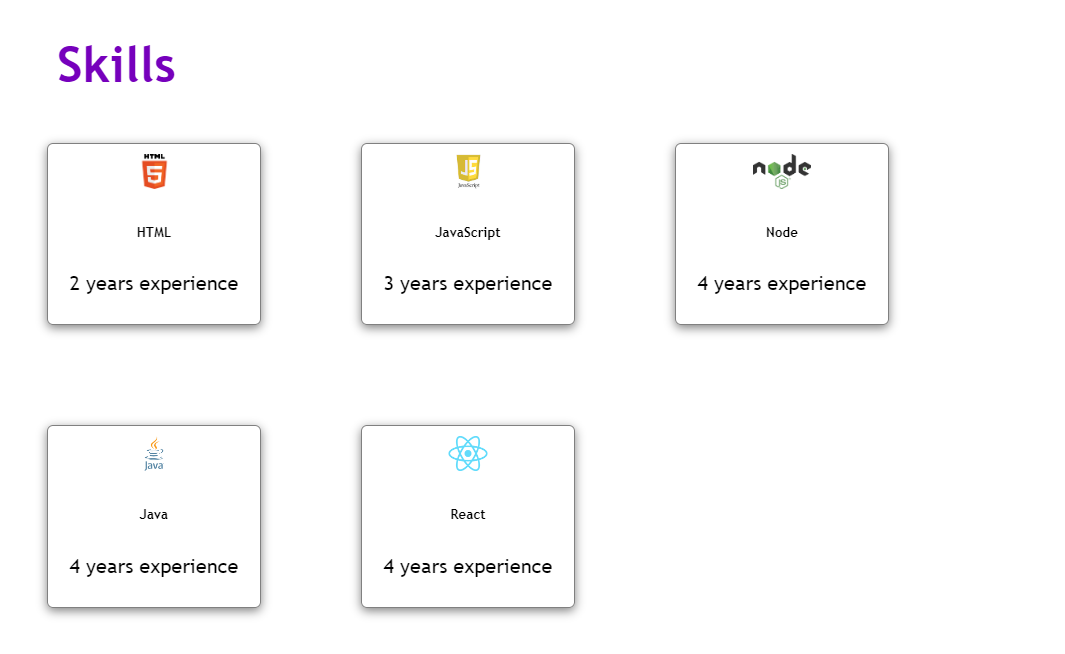 Skills
HTML
HTML
2 years experience
JS
JavaScript
JavaScript
3 years experience
node
JS
Node
4 years experience
Java
Java
4 years experience
React
4 years experience